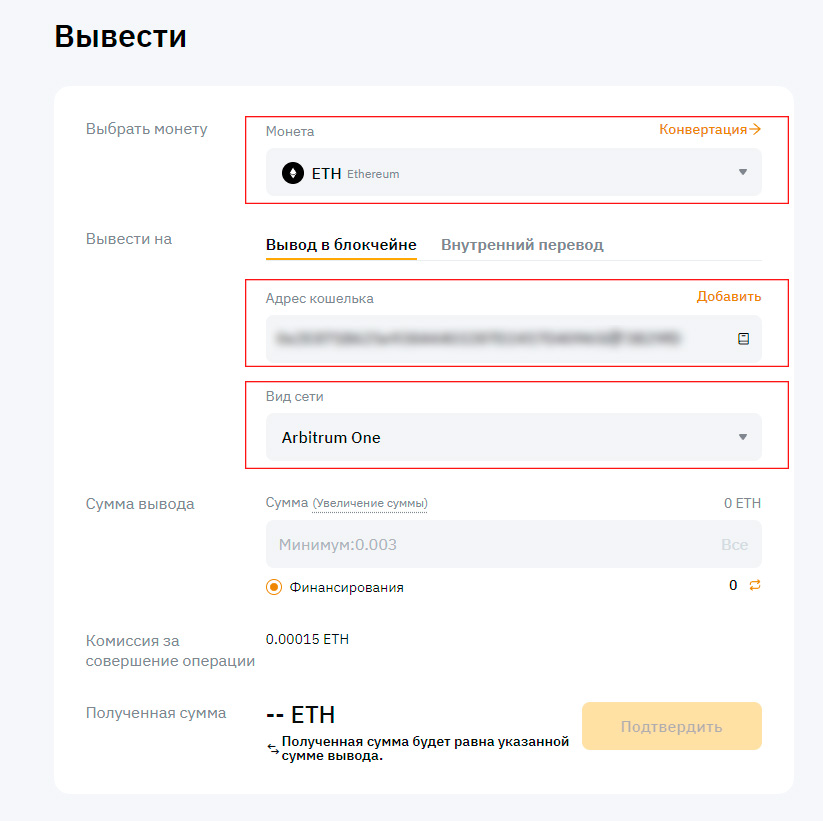 Вывести
Выбрать монету
Монета
Конвертация
ETH Ethereum
Вывести на
Вывод в блокчейне
Внутренний перевод
Адрес кошелька
Добавить
Вид сети
Arbitrum One
Сумма вывода
Сумма (Увеличение суммы)
0 ETH
Минимум:0.003
Все
Финансирования
0
Комиссия за
совершение операции
0.00015 ETH
Полученная сумма
-- ETH
Полученная сумма будет равна указанной
сумме вывода.
Подтвердить